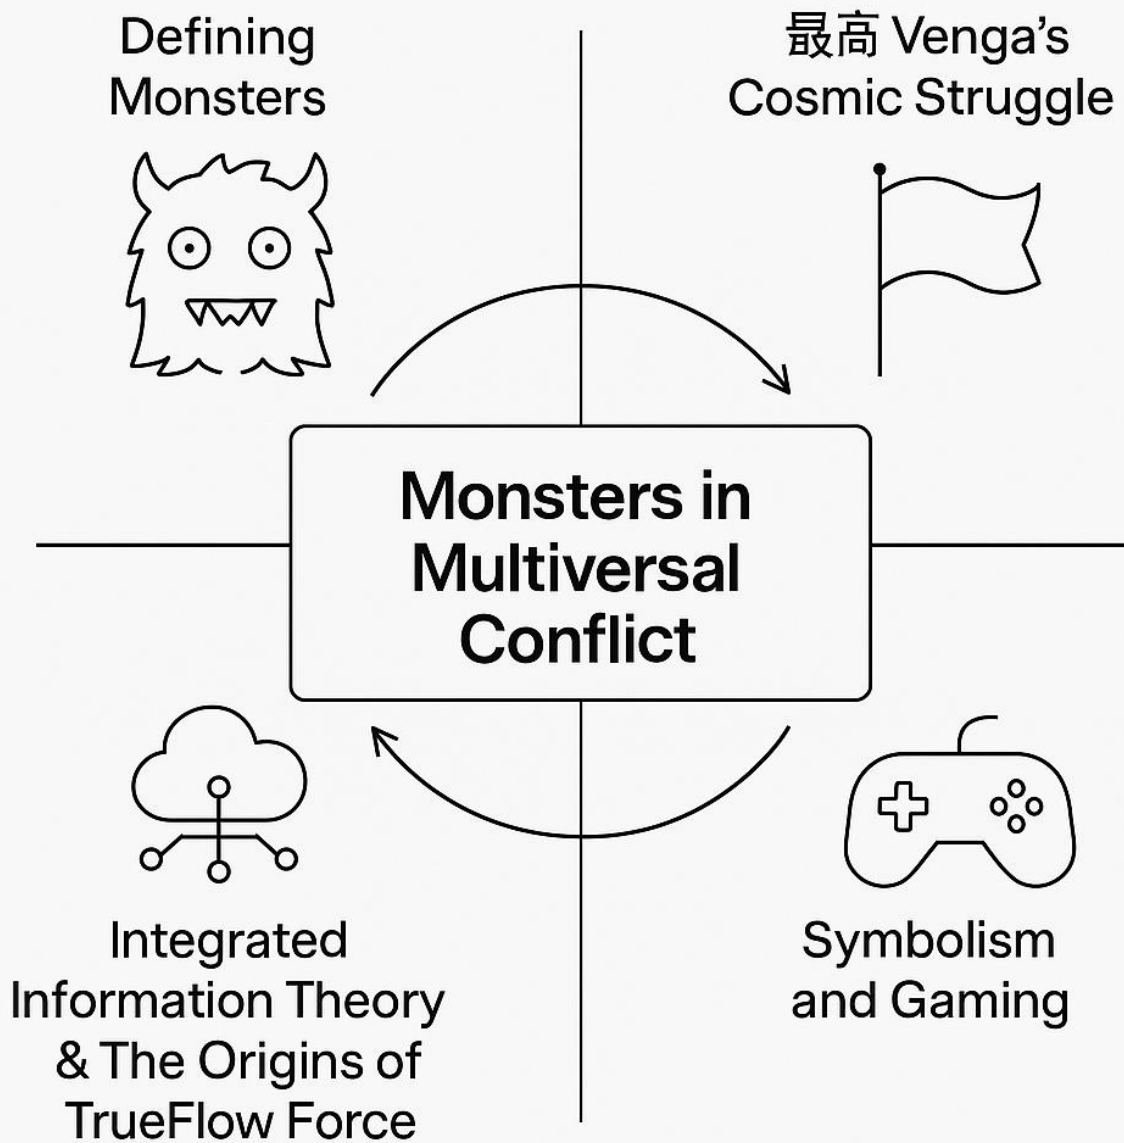 Defining
Monsters
最高 Venga's
Cosmic Struggle
Monsters in
Multiversal
Conflict
Integrated
Information Theory
& The Origins of
TrueFlow Force
Symbolism
and Gaming